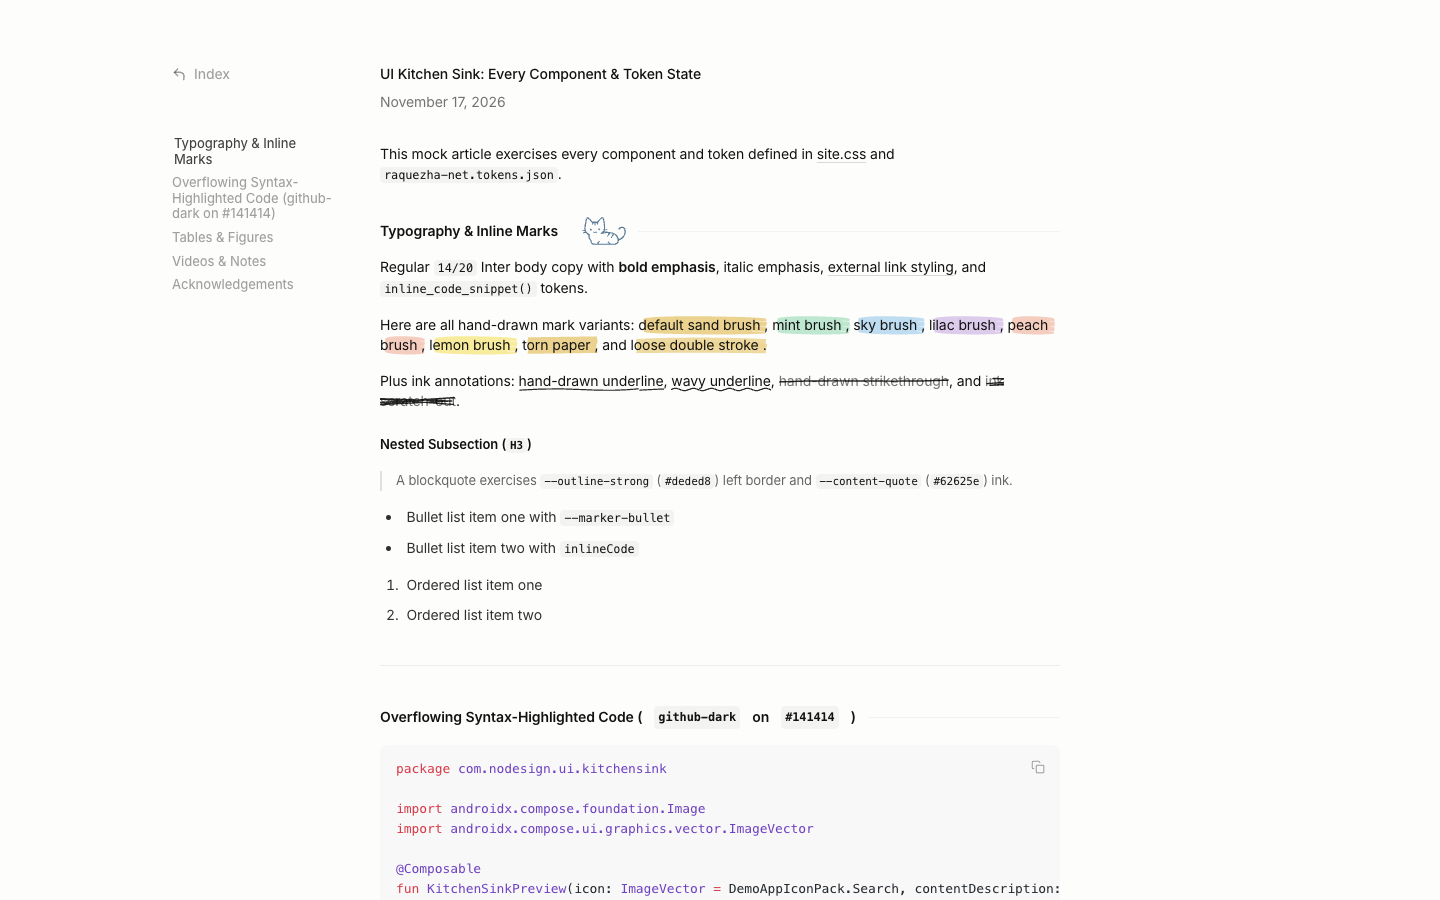 Index
Typography & Inline
Marks
Overflowing Syntax-
Highlighted Code (github-
dark on #141414)
Tables & Figures
Videos & Notes
Acknowledgements
UI Kitchen Sink: Every Component & Token State
November 17, 2026
This mock article exercises every component and token defined in site.css and
raquezha-net.tokens.json.
Typography & Inline Marks
Regular 14/20 Inter body copy with bold emphasis, italic emphasis, external link styling, and
inline_code_snippet() tokens.
Here are all hand-drawn mark variants: default sand brush , mint brush , sky brush , lilac brush , peach
brush , lemon brush , torn paper , and loose double stroke .
Plus ink annotations: hand-drawn underline, wavy underline, hand-drawn strikethrough, and ink
scratch-out.
Nested Subsection ( H3 )
A blockquote exercises --outline-strong ( #deded8 ) left border and --content-quote ( #62625e ) ink.
• Bullet list item one with --marker-bullet
• Bullet list item two with inlineCode
1. Ordered list item one
2. Ordered list item two
Overflowing Syntax-Highlighted Code ( github-dark on #141414 )
package com.nodesign.ui.kitchensink
import androidx.compose.foundation.Image
import androidx.compose.ui.graphics.vector.ImageVector
@Composable
fun KitchenSinkPreview(icon: ImageVector = DemoAppIconPack.Search, contentDescription: